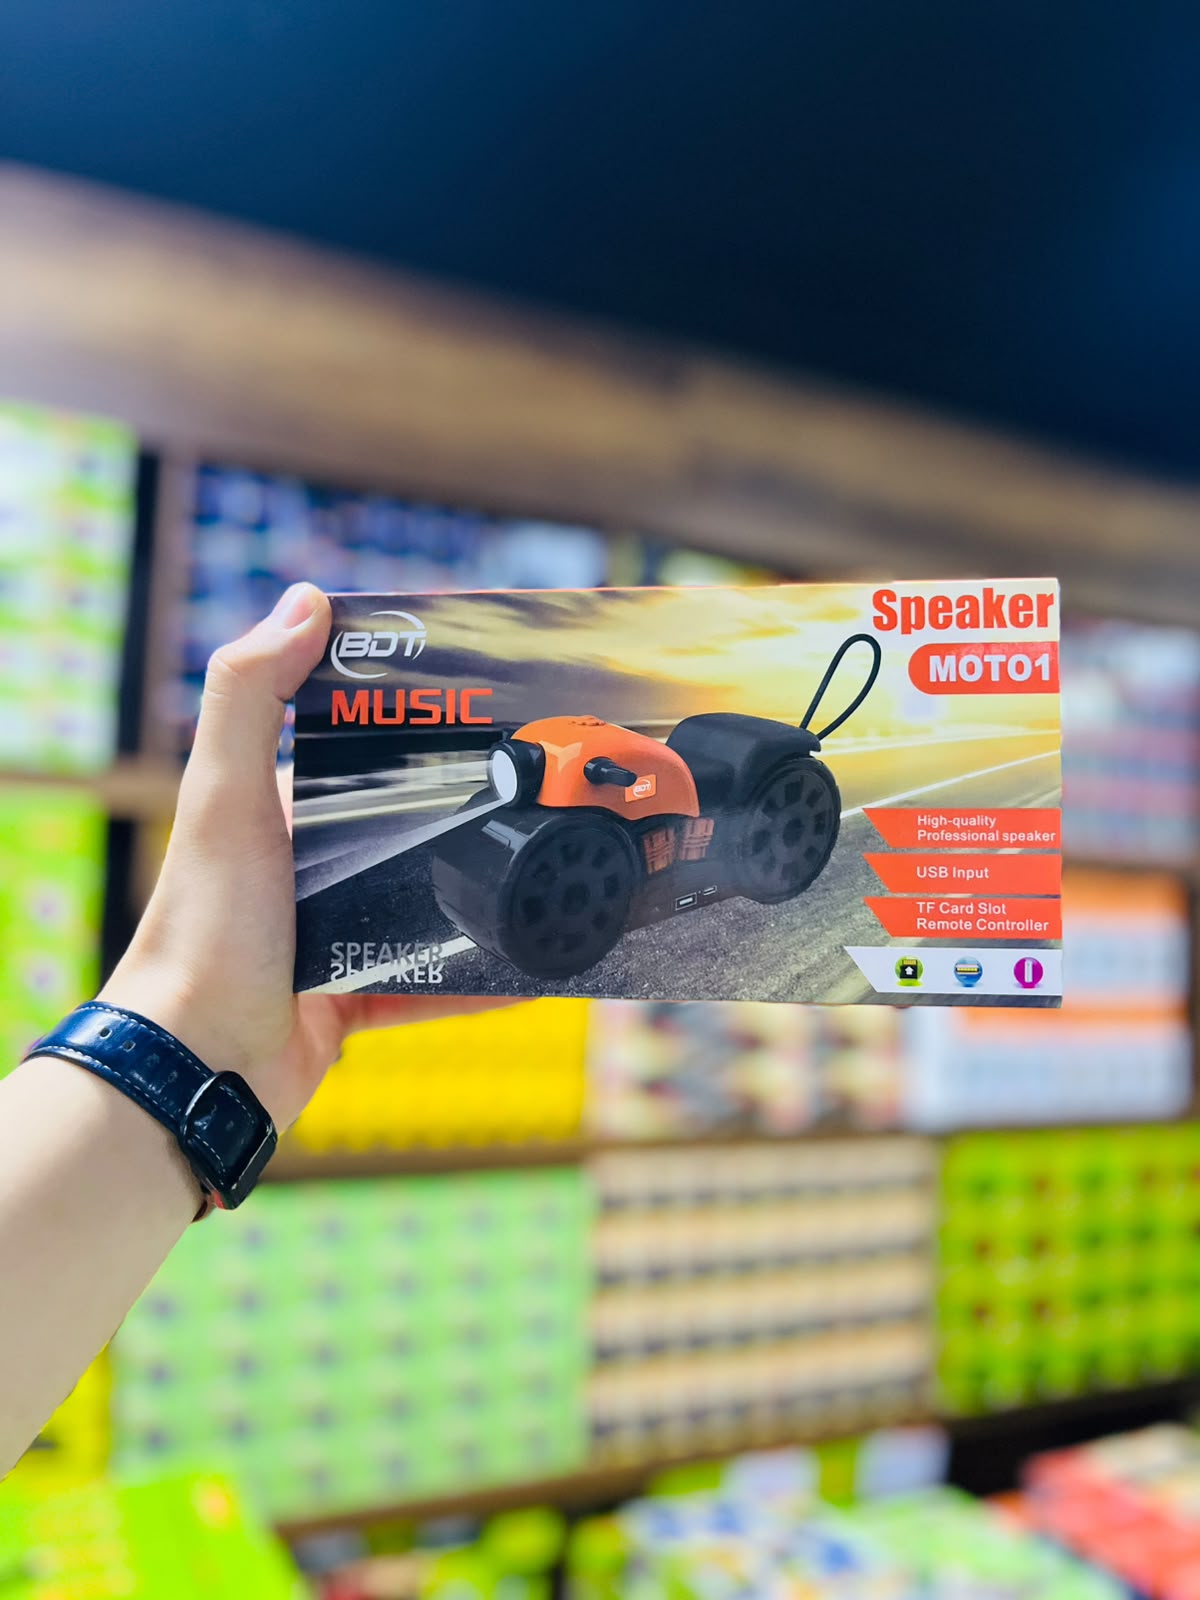 BDT
MUSIC
Speaker
MOTO1
BDT
High-quality
Professional speaker
USB Input
TF Card Slot
Remote Controller
SPEAKER
SPEAKER